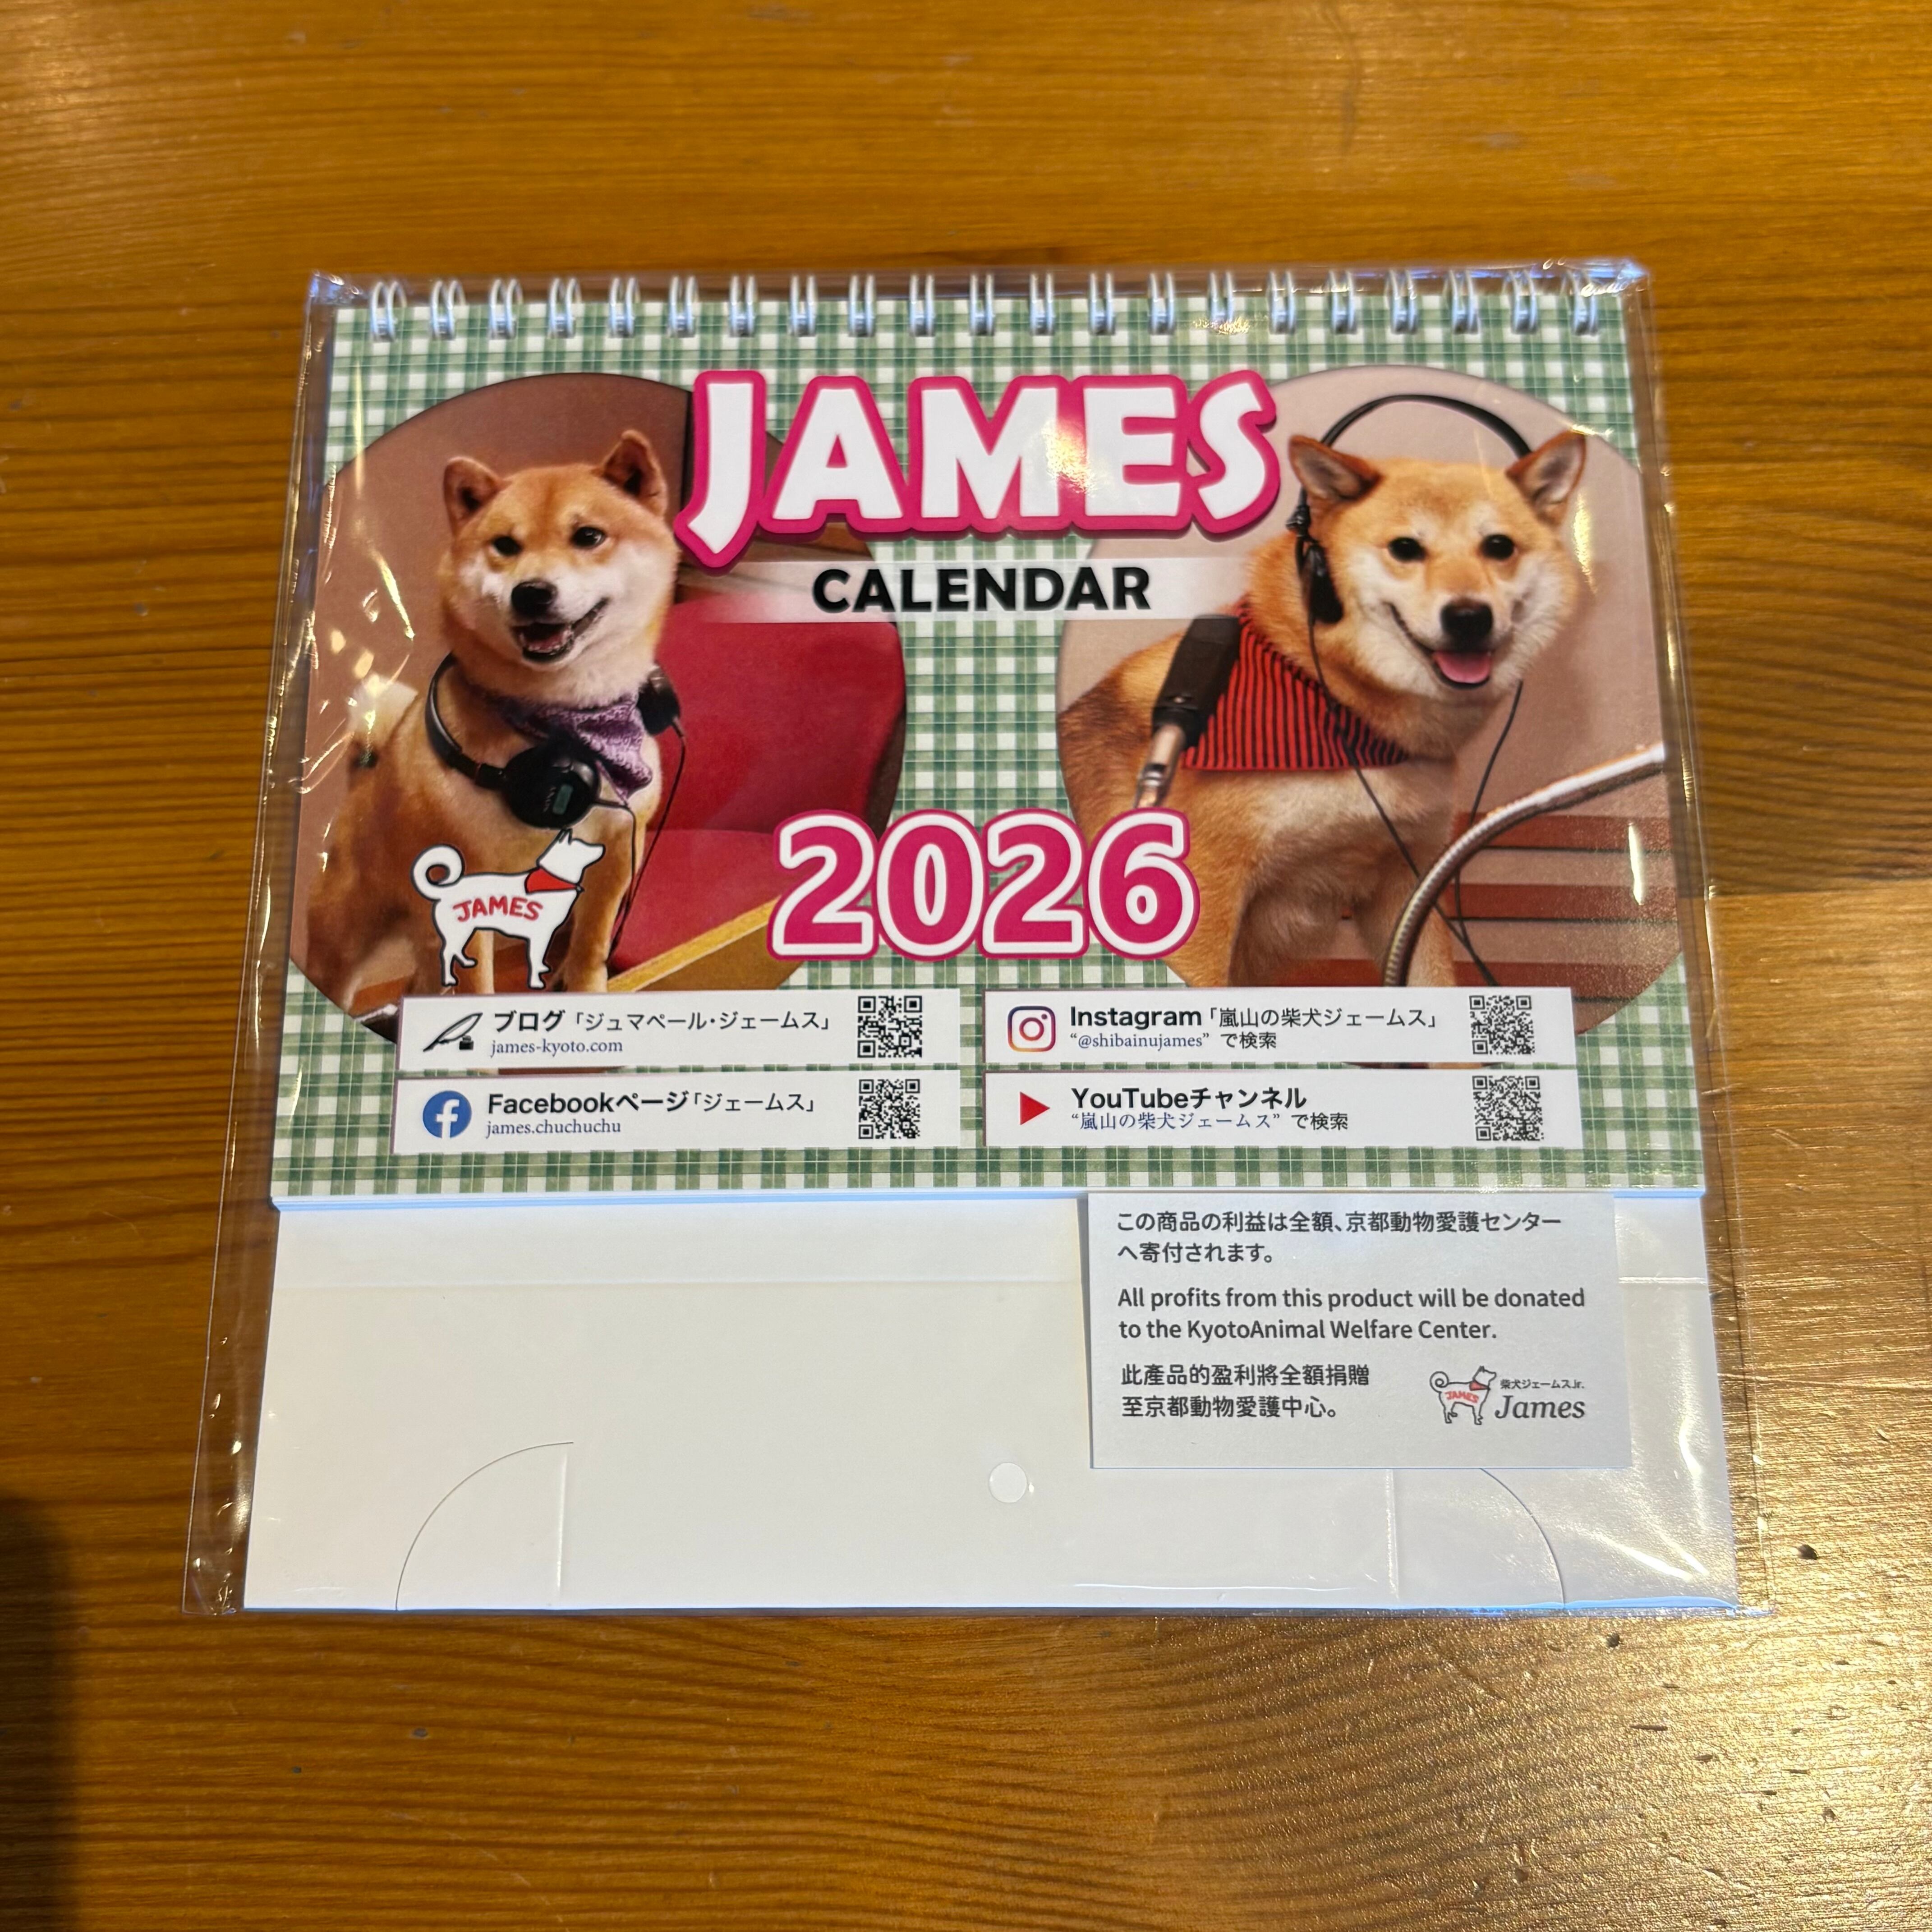 JAMES
CALENDAR
2026
JAMES
ブログ「ジュマペール・ジェームス」
james-kyoto.com
Instagram「嵐山の柴犬ジェームス」
“@shibainujames” で検索
Facebookページ「ジェームス」
james.chuchuchu
YouTubeチャンネル
“嵐山の柴犬ジェームス” で検索
この商品の利益は全額、京都動物愛護センター
へ寄付されます。
All profits from this product will be donated
to the KyotoAnimal Welfare Center.
此產品的盈利將全額捐贈
至京都動物愛護中心。
JAMES
柴犬ジェームスJr.
James